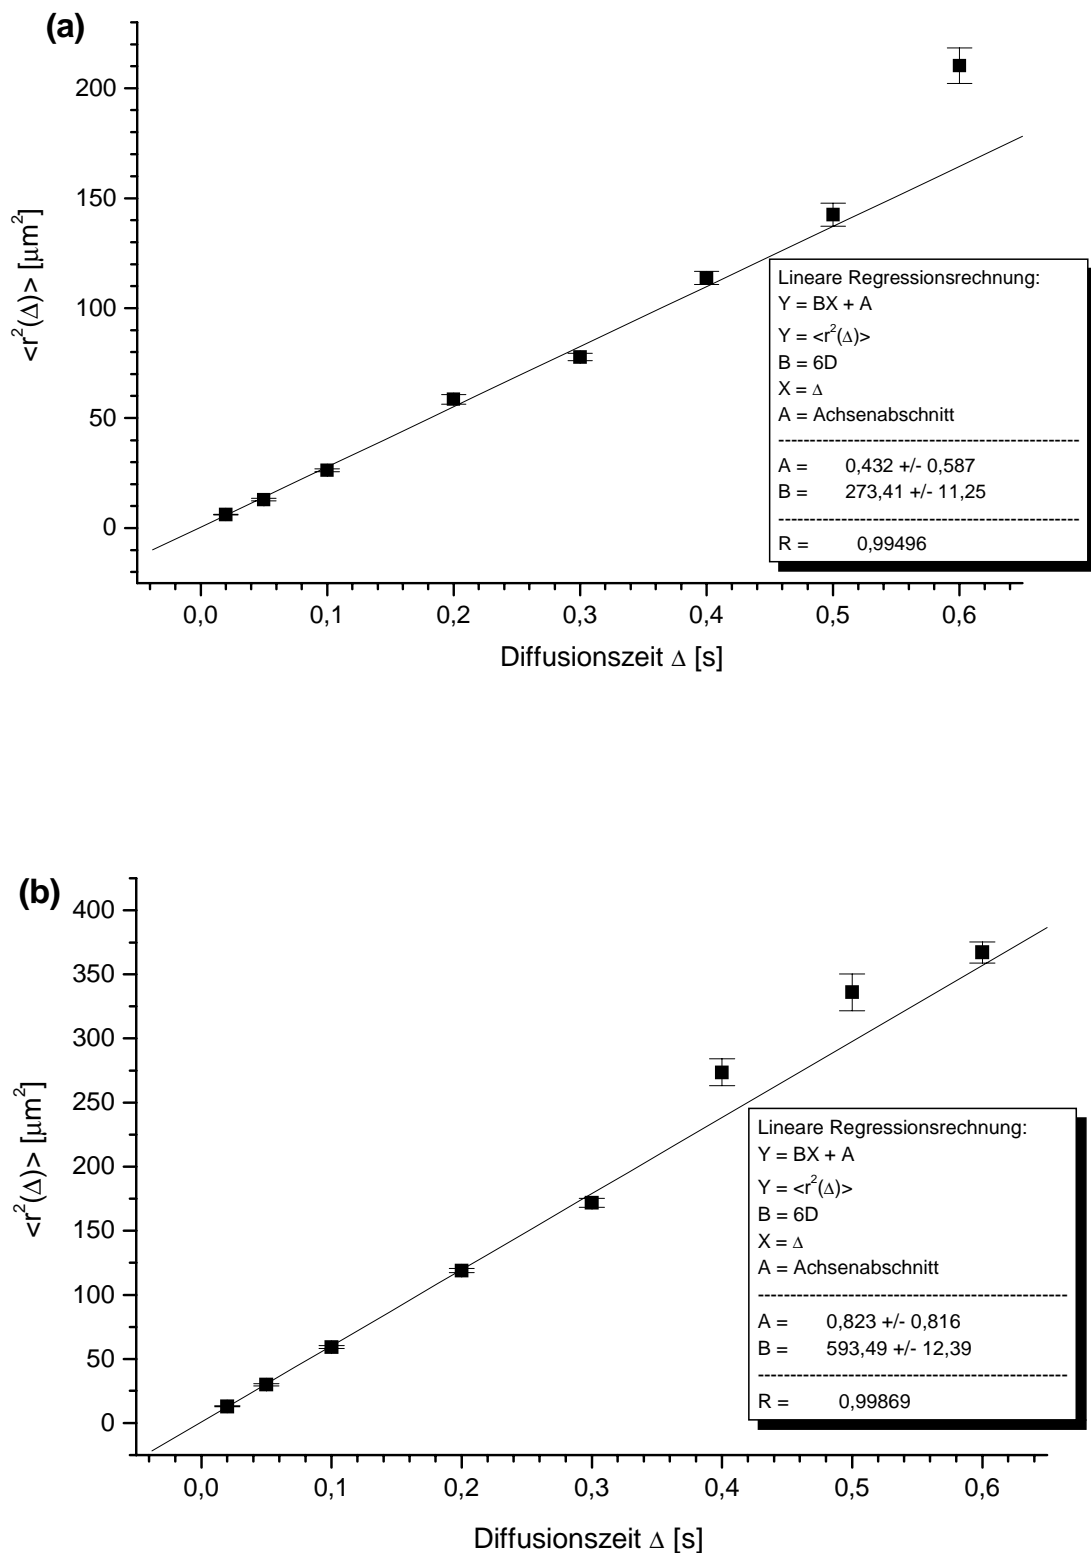 (a)
200
150
100
50
0
<r²(Δ)> [μm²]
0,0 0,1 0,2 0,3 0,4 0,5 0,6
Diffusionszeit Δ [s]
Lineare Regressionsrechnung:
Y = BX + A
Y = <r²(Δ)>
B = 6D
X = Δ
A = Achsenabschnitt
A = 0,432 +/- 0,587
B = 273,41 +/- 11,25
R = 0,99496
(b)
400
350
300
250
200
150
100
50
0
<r²(Δ)> [μm²]
0,0 0,1 0,2 0,3 0,4 0,5 0,6
Diffusionszeit Δ [s]
Lineare Regressionsrechnung:
Y = BX + A
Y = <r²(Δ)>
B = 6D
X = Δ
A = Achsenabschnitt
A = 0,823 +/- 0,816
B = 593,49 +/- 12,39
R = 0,99869